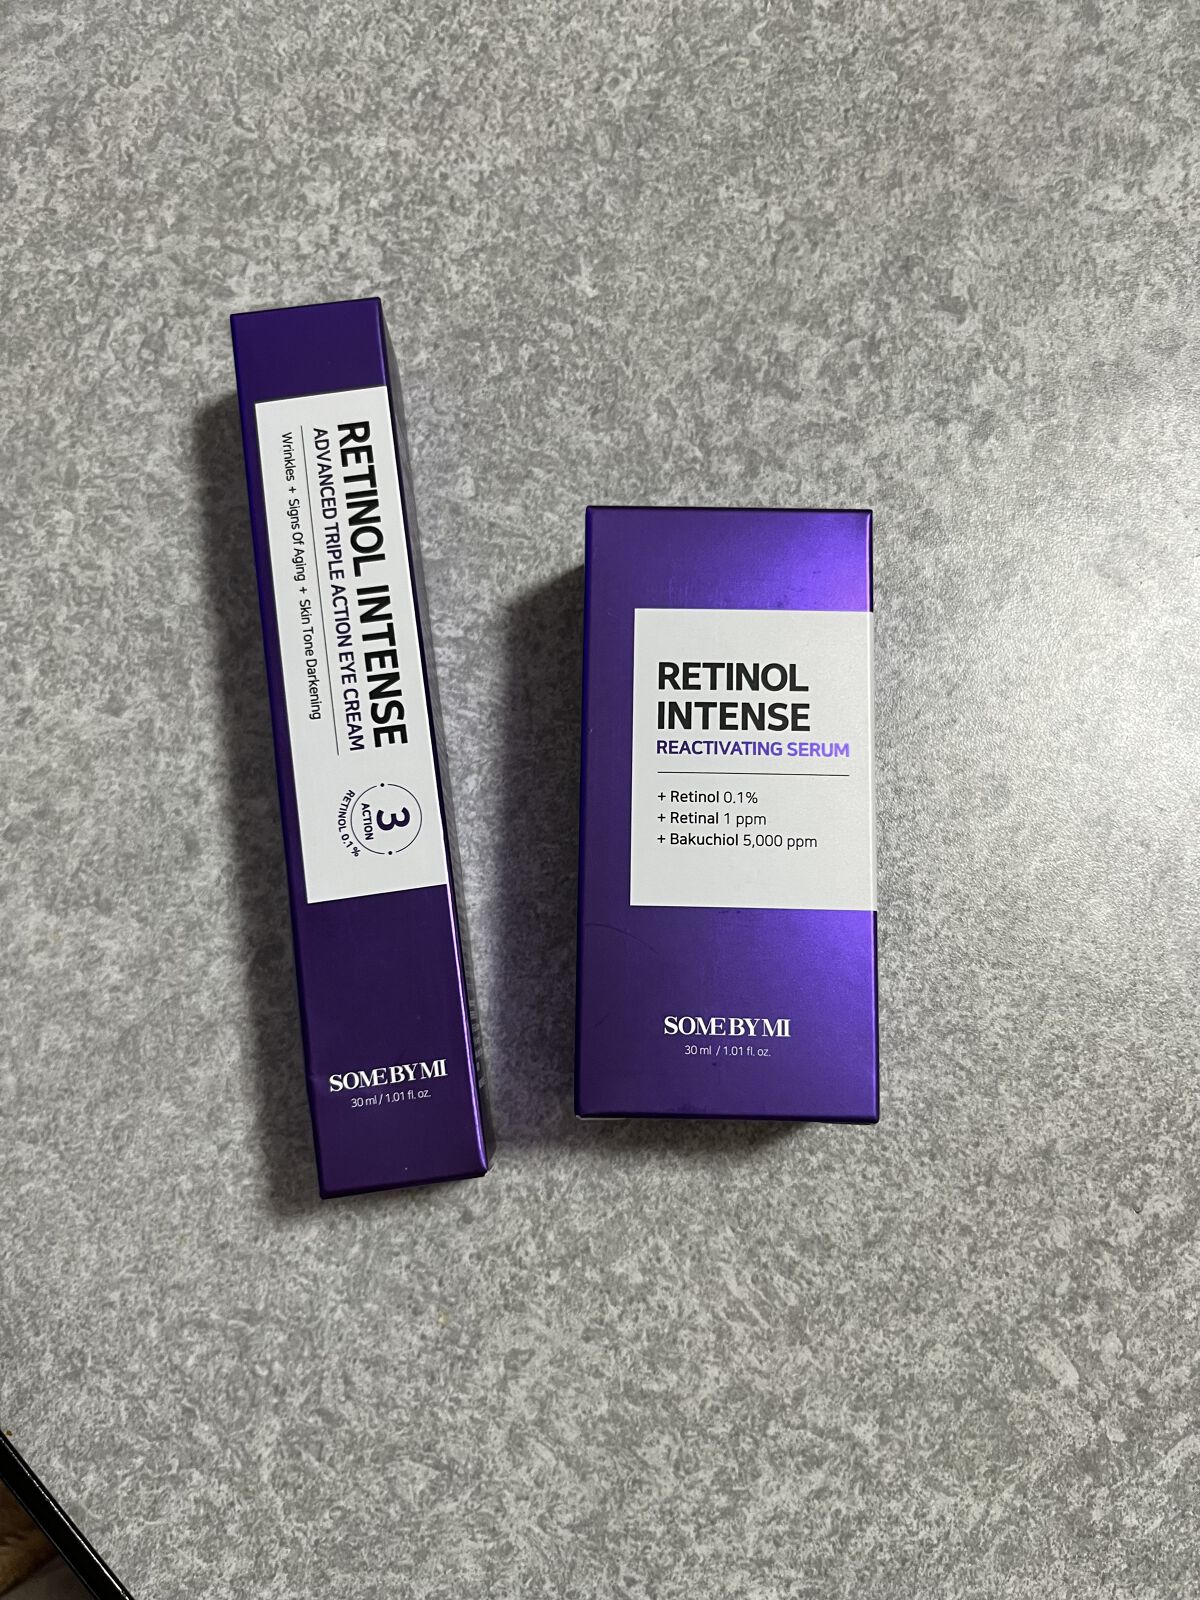 RETINOL INTENSE
ADVANCED TRIPLE ACTION EYE CREAM
Wrinkles + Signs Of Aging + Skin Tone Darkening
3
ACTION
RETINOL 0.1%
SOME BY MI
30 ml / 1.01 fl. oz.
RETINOL
INTENSE
REACTIVATING SERUM
+ Retinol 0.1%
+ Retinal 1 ppm
+ Bakuchiol 5,000 ppm
SOME BY MI
30 ml / 1.01 fl. oz.